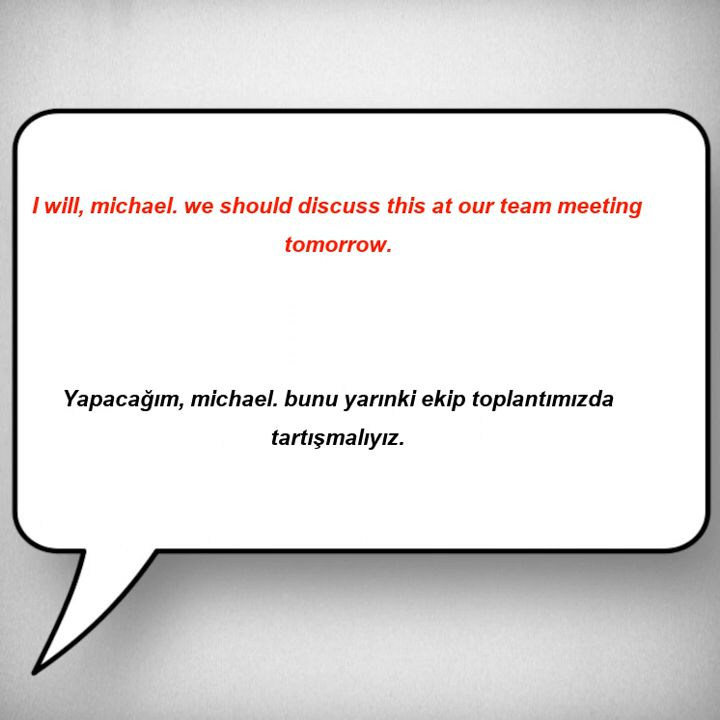 I will, michael. we should discuss this at our team meeting
tomorrow.
Yapacağım, michael. bunu yarınki ekip toplantımızda
tartışmalıyız.